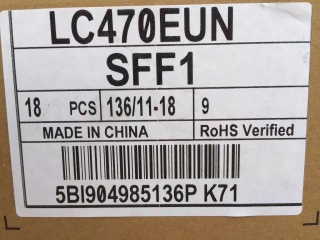 LC470EUN
SFF1
18 PCS 136/11-18 9
MADE IN CHINA RoHS Verified
5BI904985136P K71